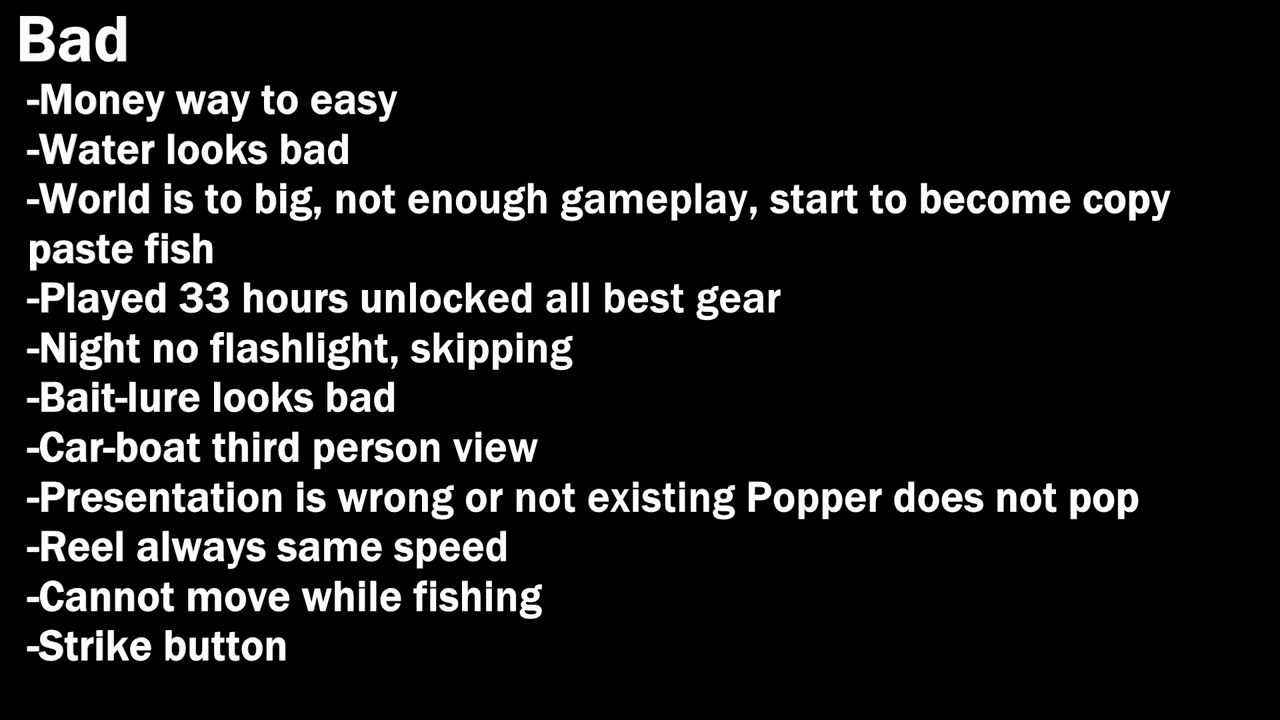 Bad
-Money way to easy
-Water looks bad
-World is to big, not enough gameplay, start to become copy
paste fish
-Played 33 hours unlocked all best gear
-Night no flashlight, skipping
-Bait-lure looks bad
-Car-boat third person view
-Presentation is wrong or not existing Popper does not pop
-Reel always same speed
-Cannot move while fishing
-Strike button